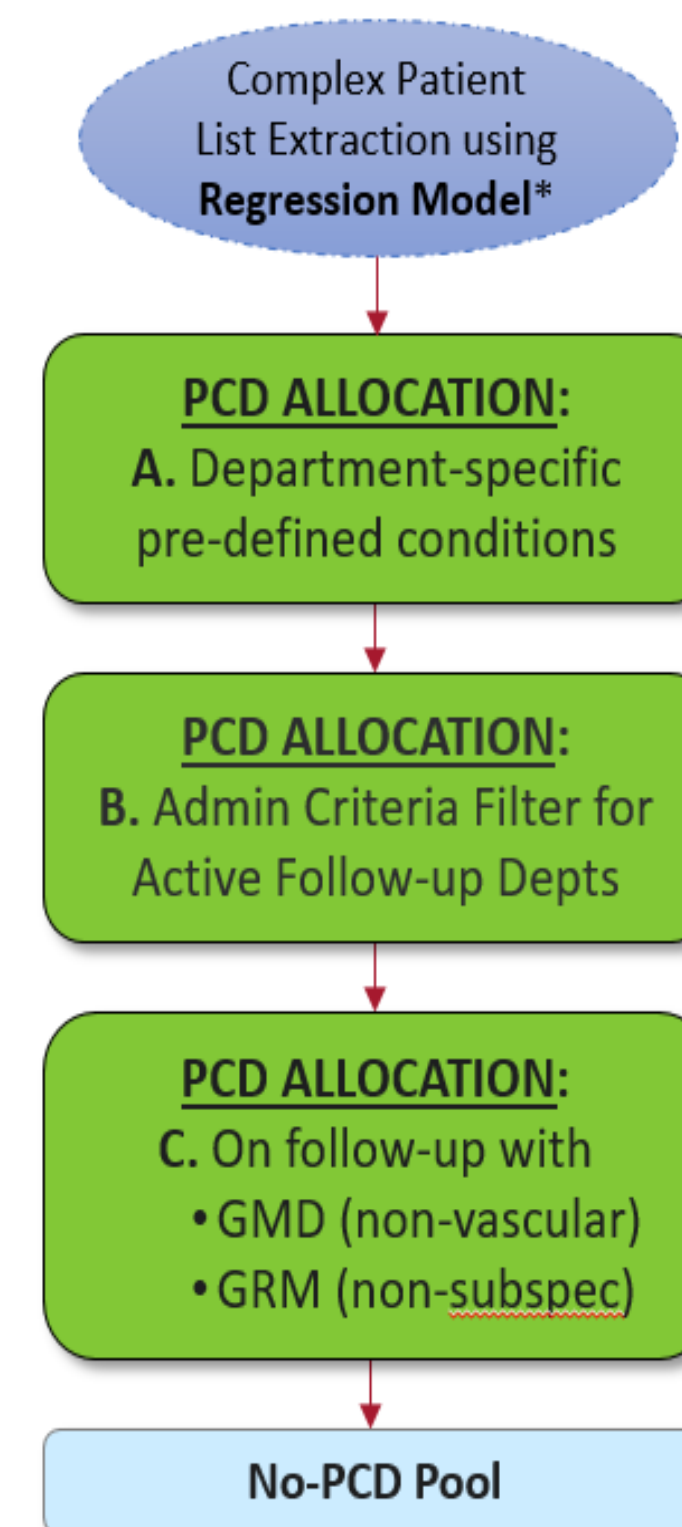 Complex Patient
List Extraction using
Regression Model*
PCD ALLOCATION:
A. Department-specific
pre-defined conditions
PCD ALLOCATION:
B. Admin Criteria Filter for
Active Follow-up Depts
PCD ALLOCATION:
C. On follow-up with
• GMD (non-vascular)
• GRM (non-subspec)
No-PCD Pool